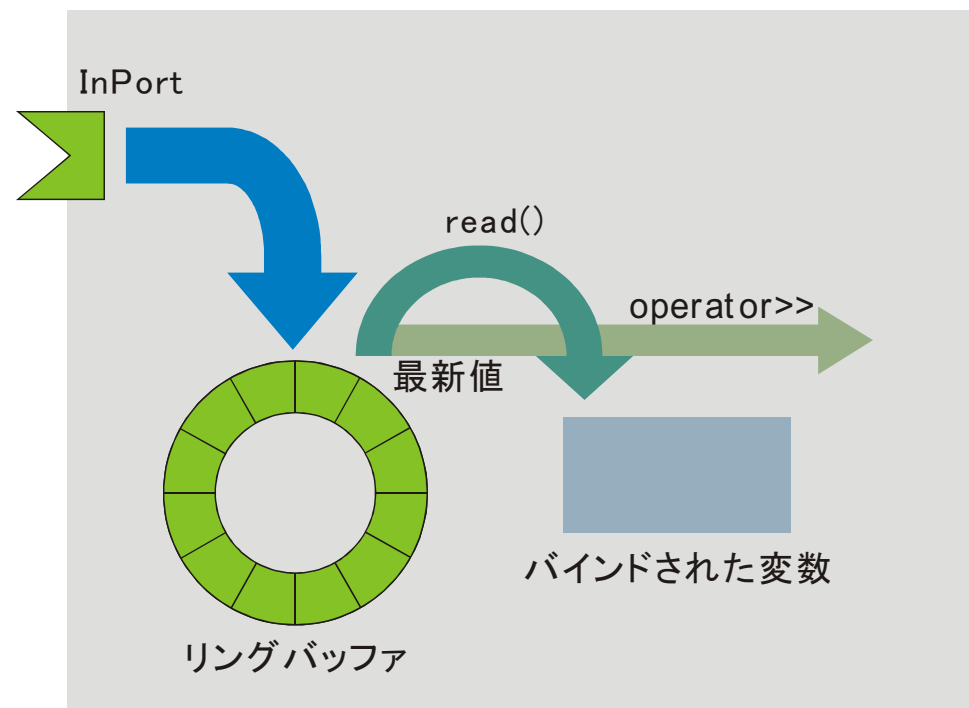 InPort
read()
operator>>
最新値
バインドされた変数
リングバッファ